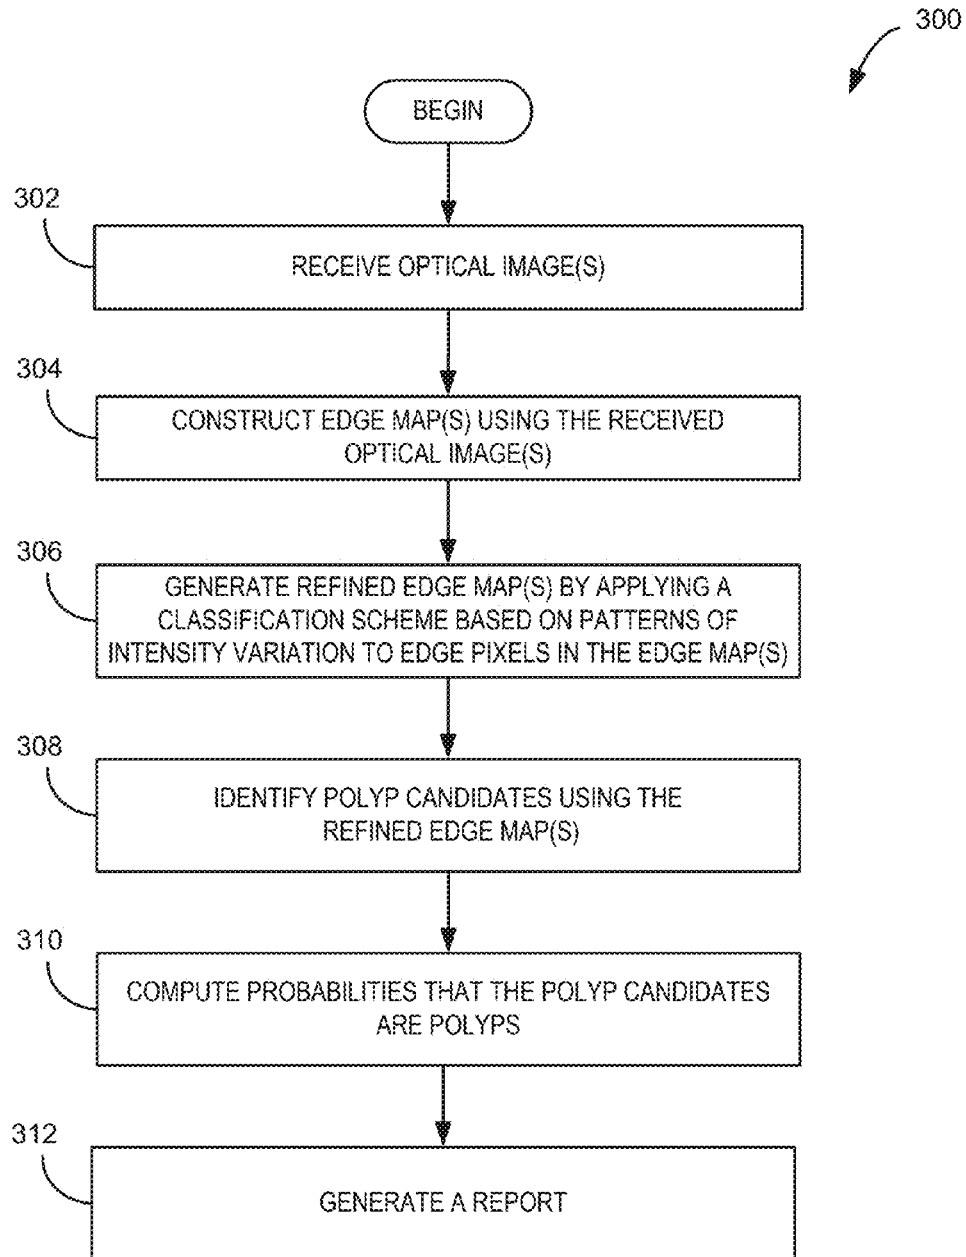 300
BEGIN
302
RECEIVE OPTICAL IMAGE(S)
304
CONSTRUCT EDGE MAP(S) USING THE RECEIVED
OPTICAL IMAGE(S)
306
GENERATE REFINED EDGE MAP(S) BY APPLYING A
CLASSIFICATION SCHEME BASED ON PATTERNS OF
INTENSITY VARIATION TO EDGE PIXELS IN THE EDGE MAP(S)
308
IDENTIFY POLYP CANDIDATES USING THE
REFINED EDGE MAP(S)
310
COMPUTE PROBABILITIES THAT THE POLYP CANDIDATES
ARE POLYPS
312
GENERATE A REPORT